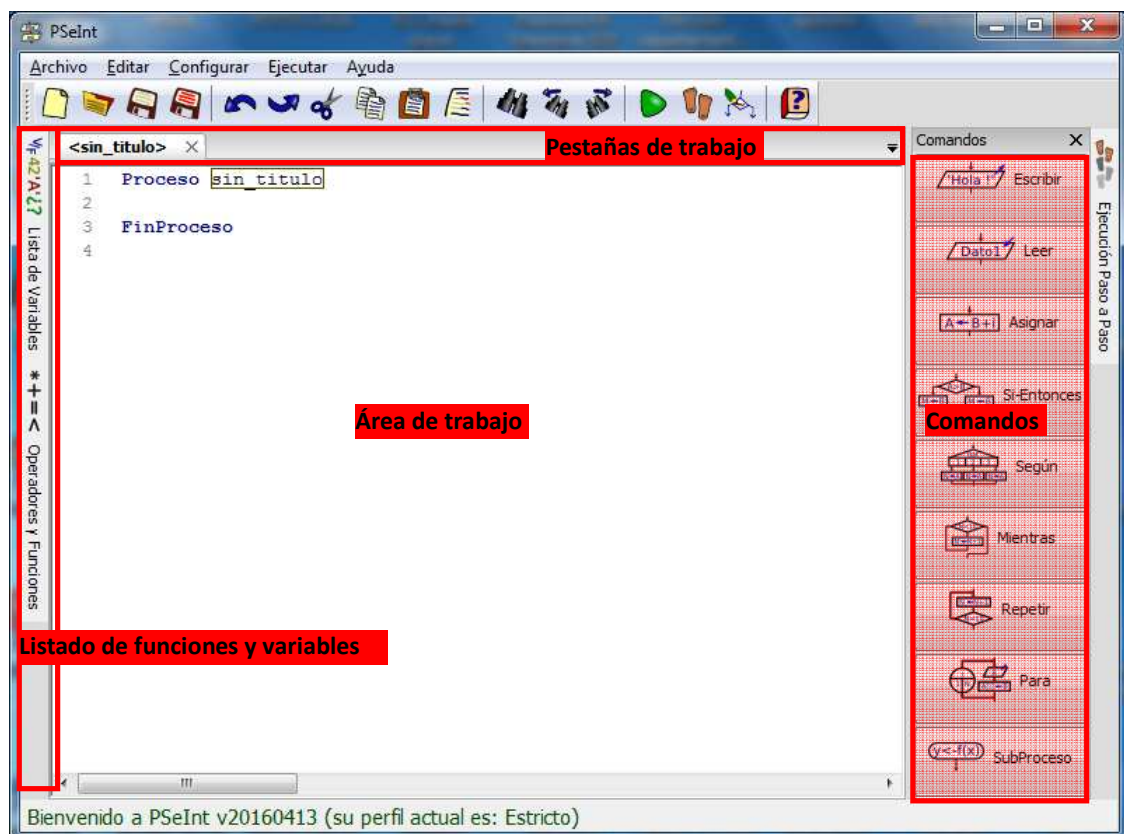 PSeInt
Archivo Editar Configurar Ejecutar Ayuda
<sin_titulo>
Pestañas de trabajo
Comandos
1 Proceso sin_titulo
2
3 FinProceso
4
42 'A' ¿?
Lista de Variables
* + = <
Operadores y Funciones
Listado de funciones y variables
Área de trabajo
'Hola !' Escribir
Dato1 Leer
A←B+i Asignar
Si-Entonces
Comandos
Según
Mientras
Repetir
Para
y<-f(x) SubProceso
Ejecución Paso a Paso
Bienvenido a PSeInt v20160413 (su perfil actual es: Estricto)